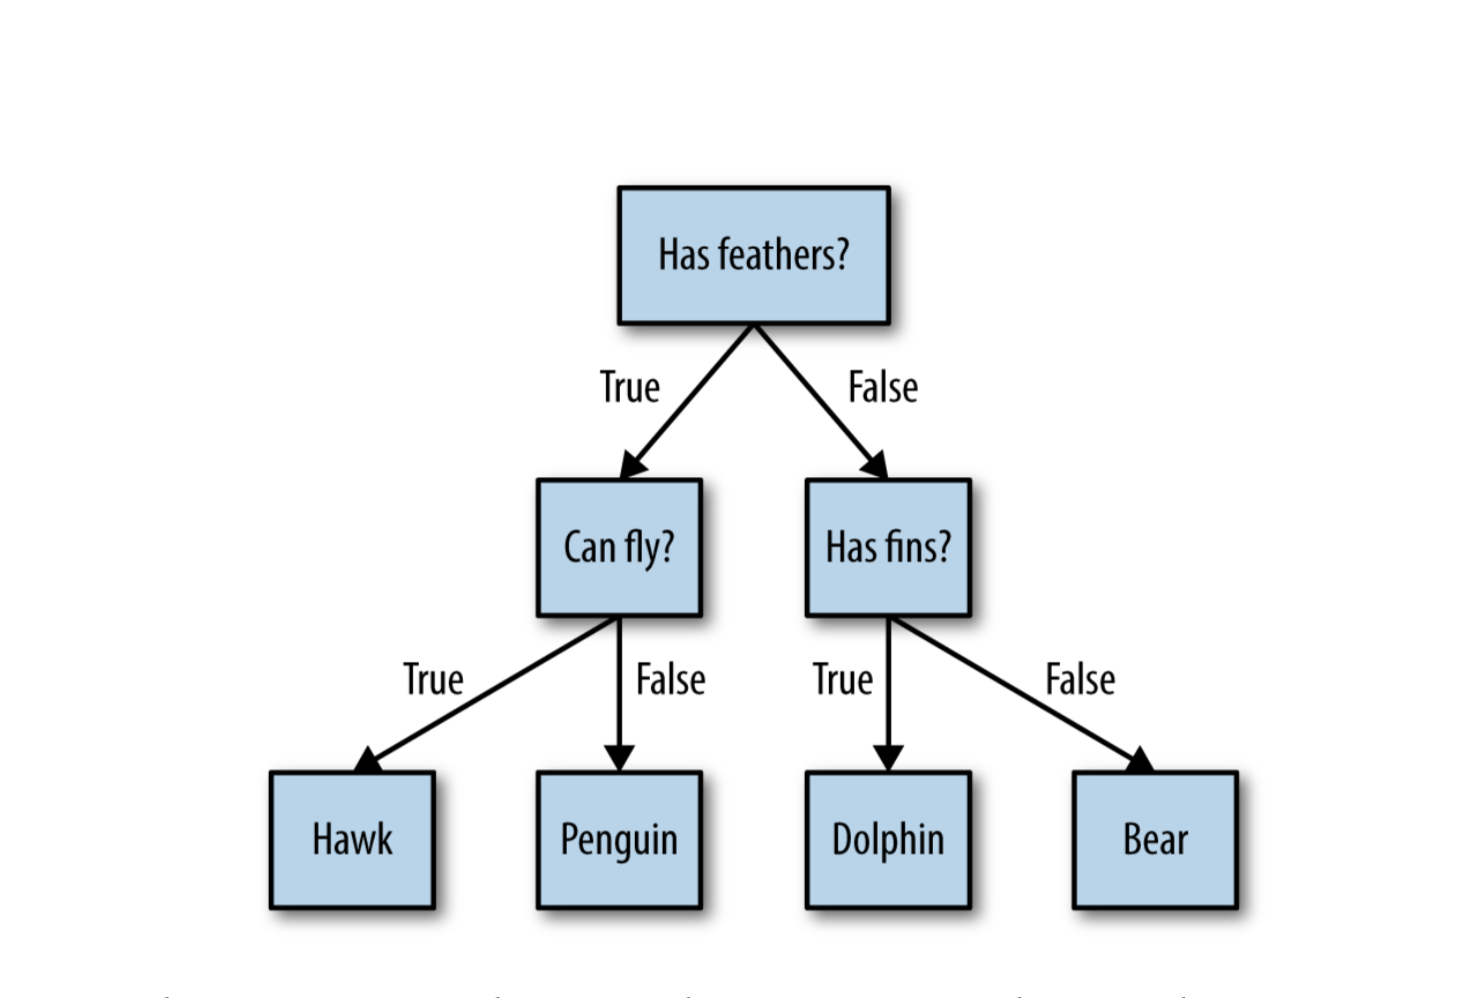 Has feathers?
True
False
Can fly?
Has fins?
True
False
True
False
Hawk
Penguin
Dolphin
Bear